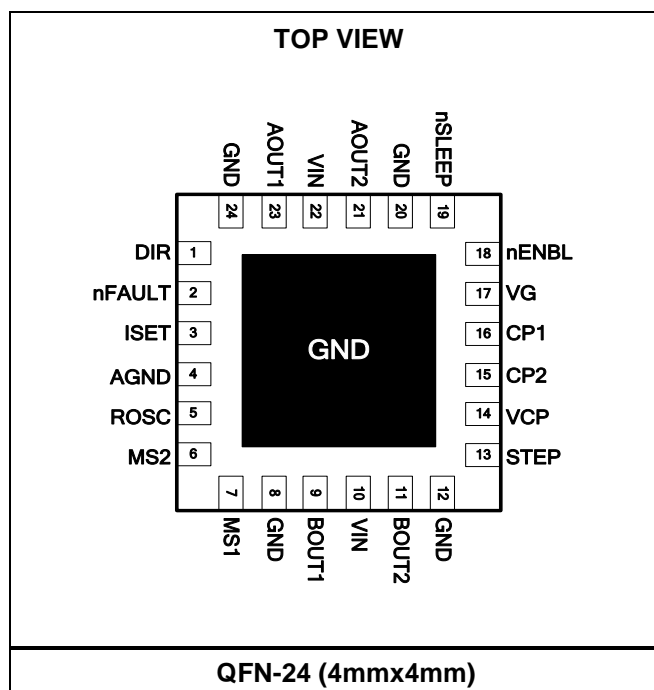 TOP VIEW
GND AOUT1 VIN AOUT2 GND nSLEEP
24 23 22 21 20 19
DIR 1 18 nENBL
nFAULT 2 17 VG
ISET 3 16 CP1
GND
AGND 4 15 CP2
ROSC 5 14 VCP
MS2 6 13 STEP
7 8 9 10 11 12
MS1 GND BOUT1 VIN BOUT2 GND
QFN-24 (4mmx4mm)